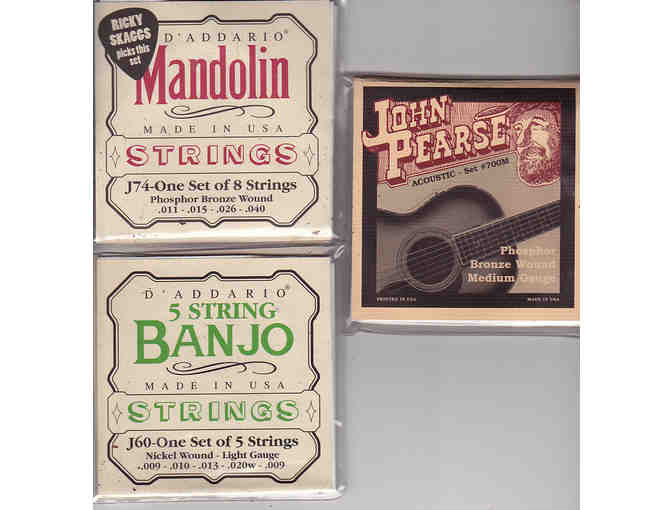 RICKY
SKAGGS
picks this
set
D'ADDARIO®
Mandolin
MADE IN USA
STRINGS
J74-One Set of 8 Strings
Phosphor Bronze Wound
.011 - .015 - .026 - .040
D'ADDARIO®
5 STRING
BANJO
MADE IN USA
STRINGS
J60-One Set of 5 Strings
Nickel Wound - Light Gauge
.009 - .010 - .013 - .020w - .009
JOHN
PEARSE®
ACOUSTIC - Set #700M
Phosphor
Bronze Wound
Medium Gauge
PRINTED IN USA
MADE IN USA